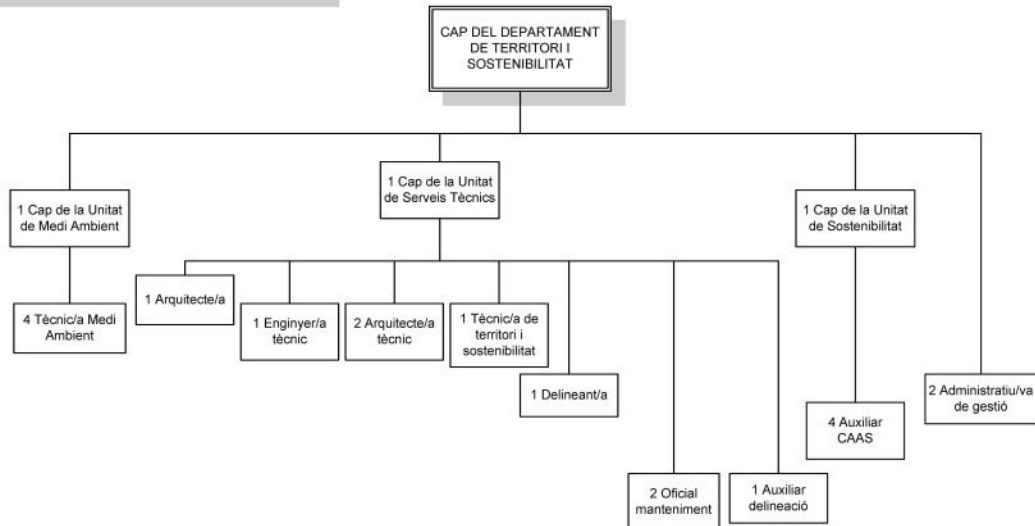 CAP DEL DEPARTAMENT
DE TERRITORI I
SOSTENIBILITAT
1 Cap de la Unitat
de Medi Ambient
1 Cap de la Unitat
de Serveis Tècnics
1 Cap de la Unitat
de Sostenibilitat
4 Tècnic/a Medi
Ambient
1 Arquitecte/a
1 Enginyer/a
tècnic
2 Arquitecte/a
tècnic
1 Tècnic/a de
territori i
sostenibilitat
1 Delineant/a
2 Oficial
manteniment
1 Auxiliar
delineació
4 Auxiliar
CAAS
2 Administratiu/va
de gestió